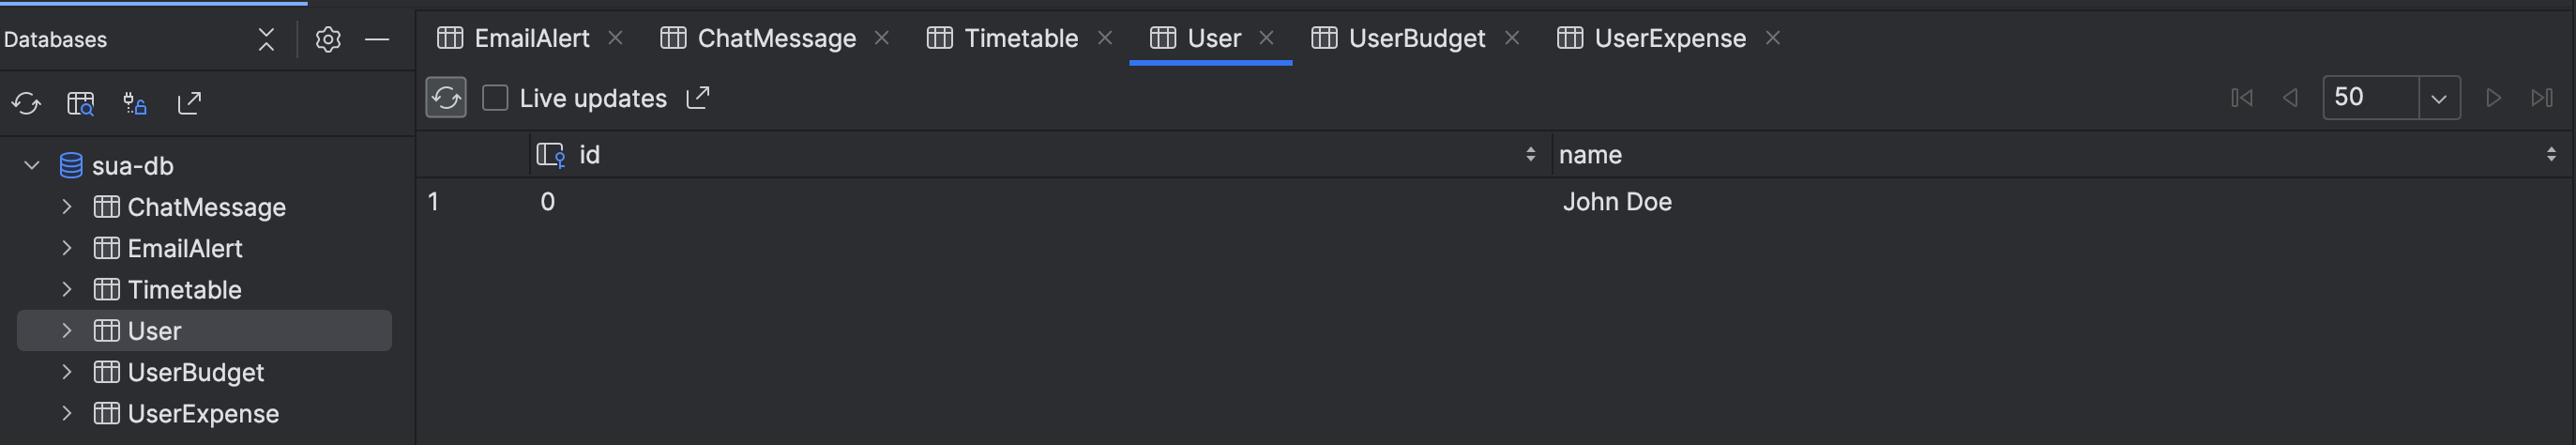 Databases
sua-db
ChatMessage
EmailAlert
Timetable
User
UserBudget
UserExpense
EmailAlert ChatMessage Timetable User UserBudget UserExpense
Live updates 50
id name
1 0 John Doe